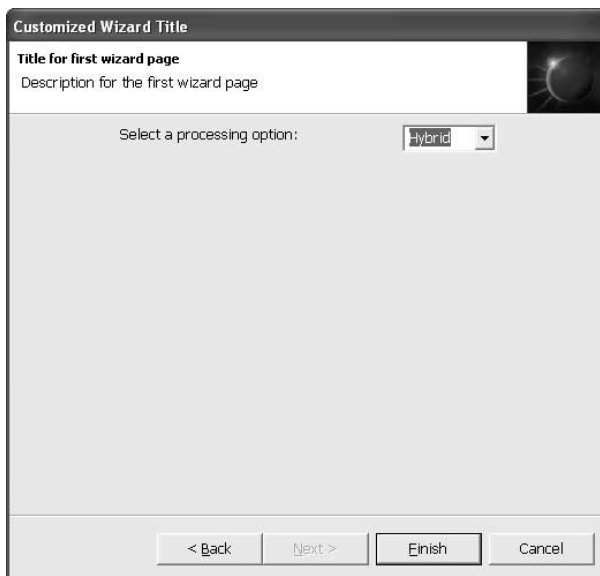 Customized Wizard Title
Title for first wizard page
Description for the first wizard page
Select a processing option: Hybrid
< Back Next > Finish Cancel